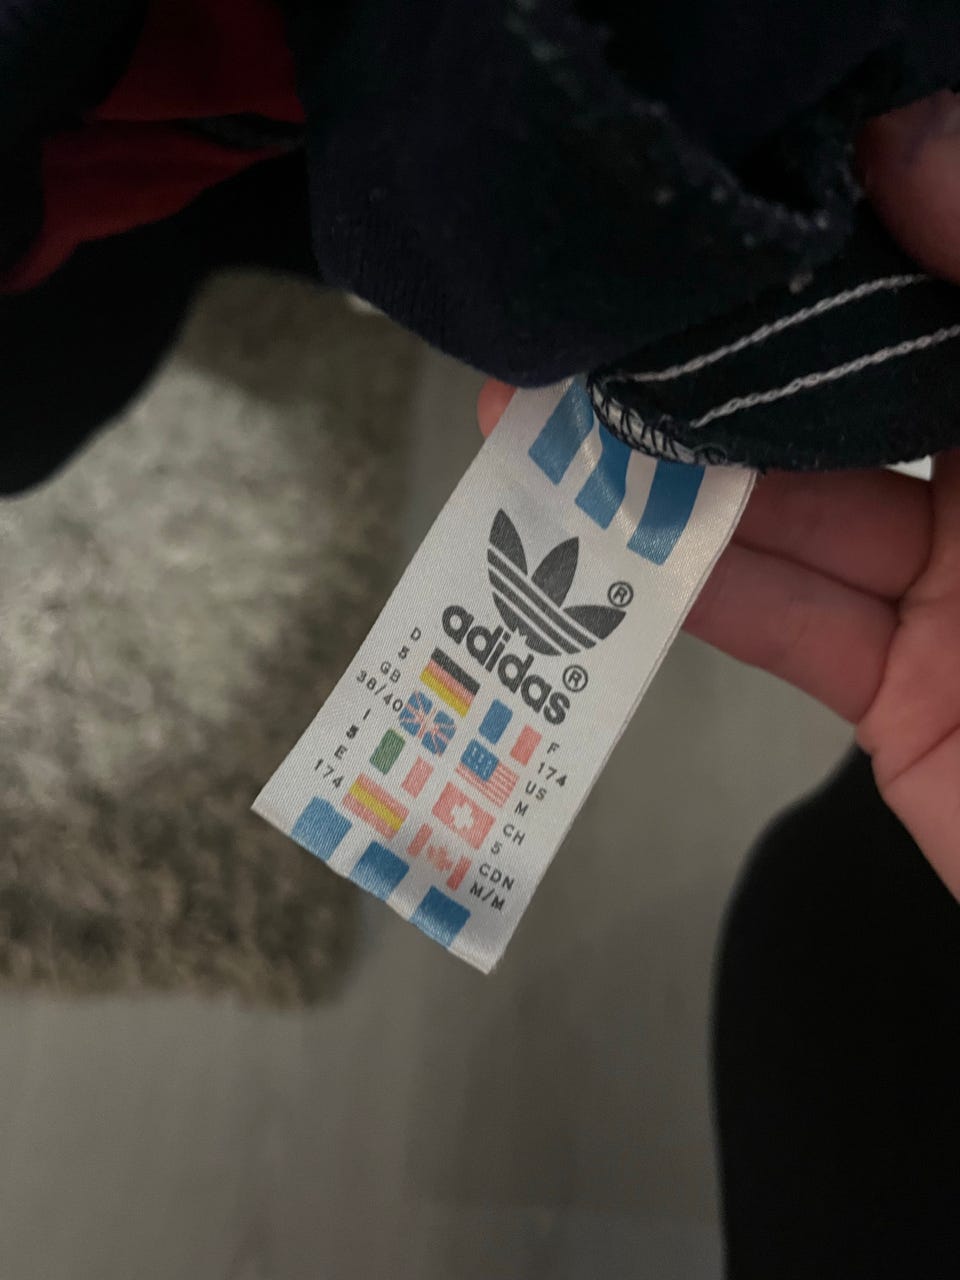 ®
adidas®
D
5
GB
38/40
I
5
E
174
F
174
US
M
CH
5
CDN
M/M